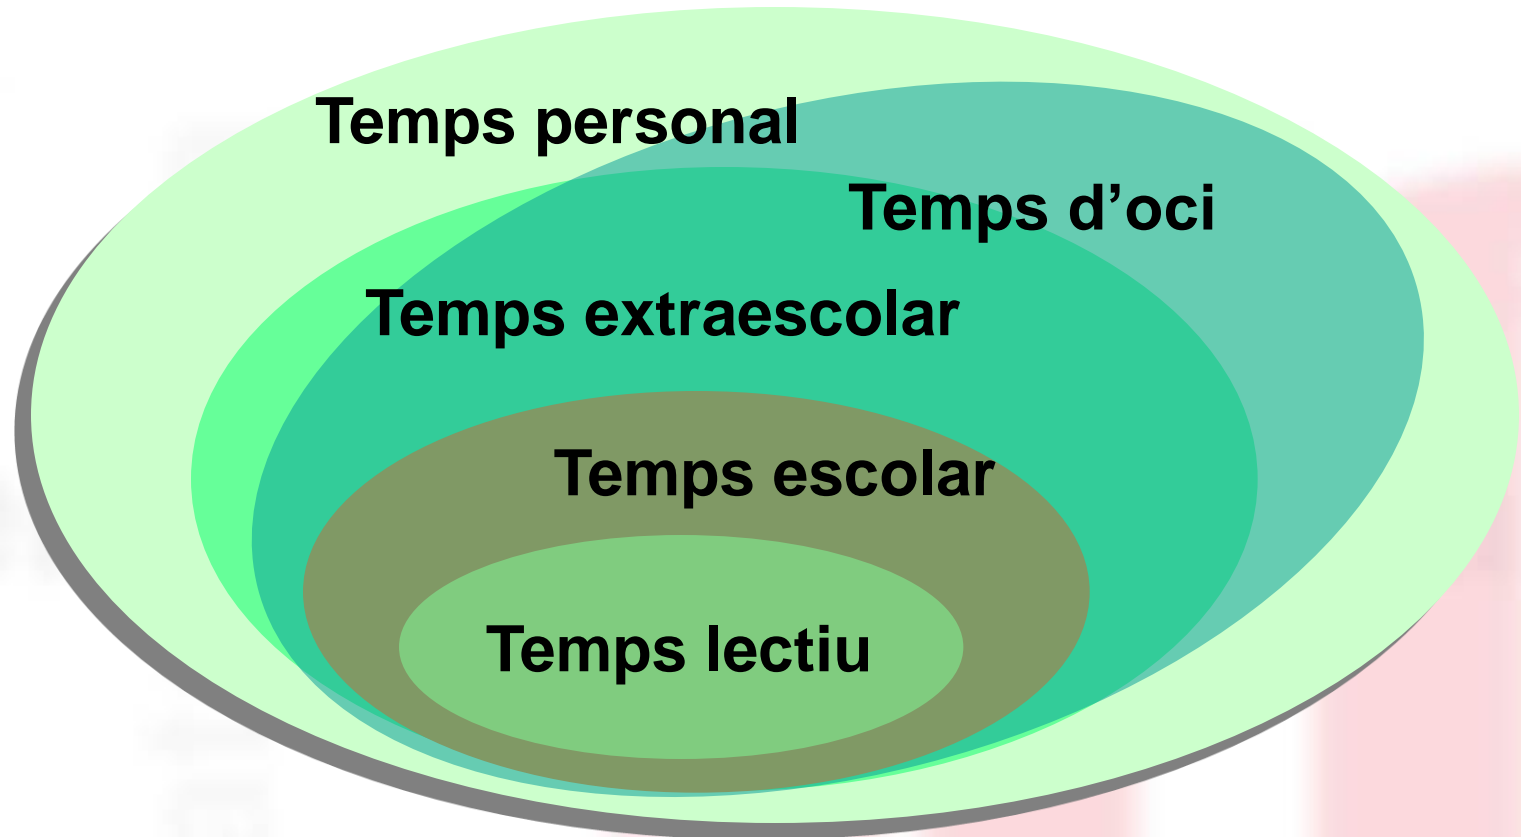 Temps personal
Temps d’oci
Temps extraescolar
Temps escolar
Temps lectiu